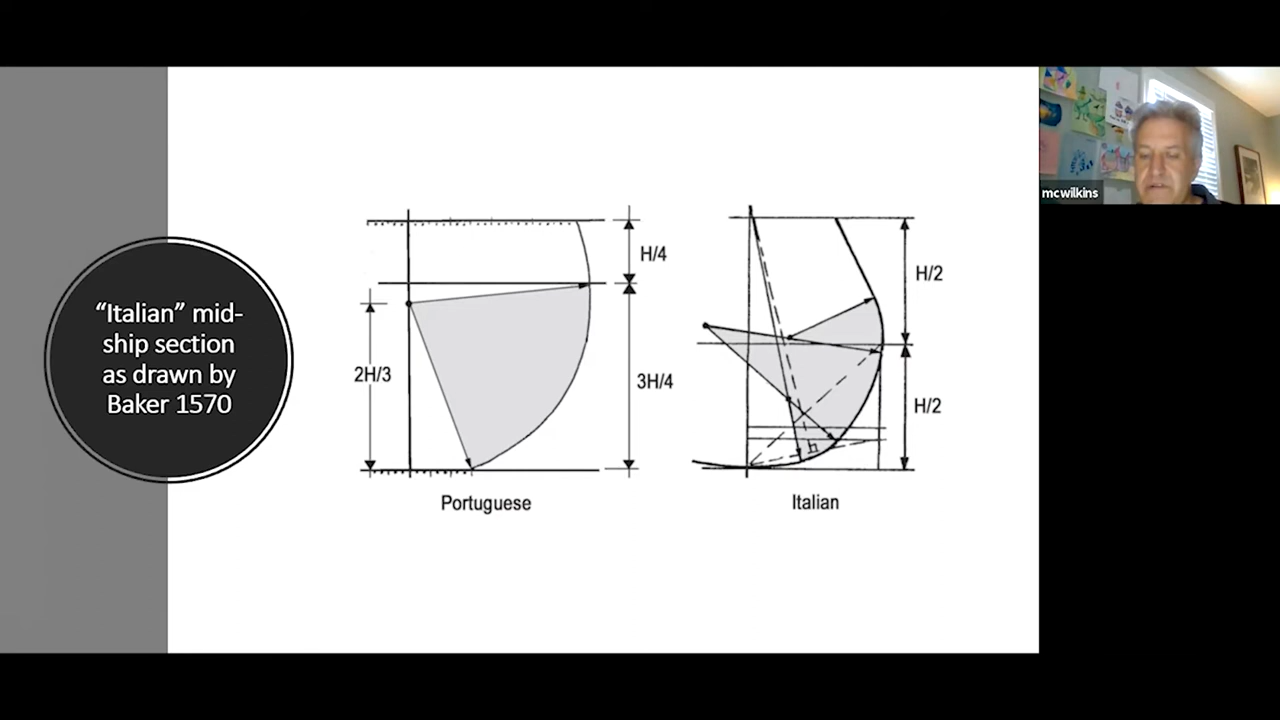 “Italian” mid-
ship section
as drawn by
Baker 1570
H/4
2H/3
3H/4
Portuguese
H/2
H/2
h
Italian
mcwilkins